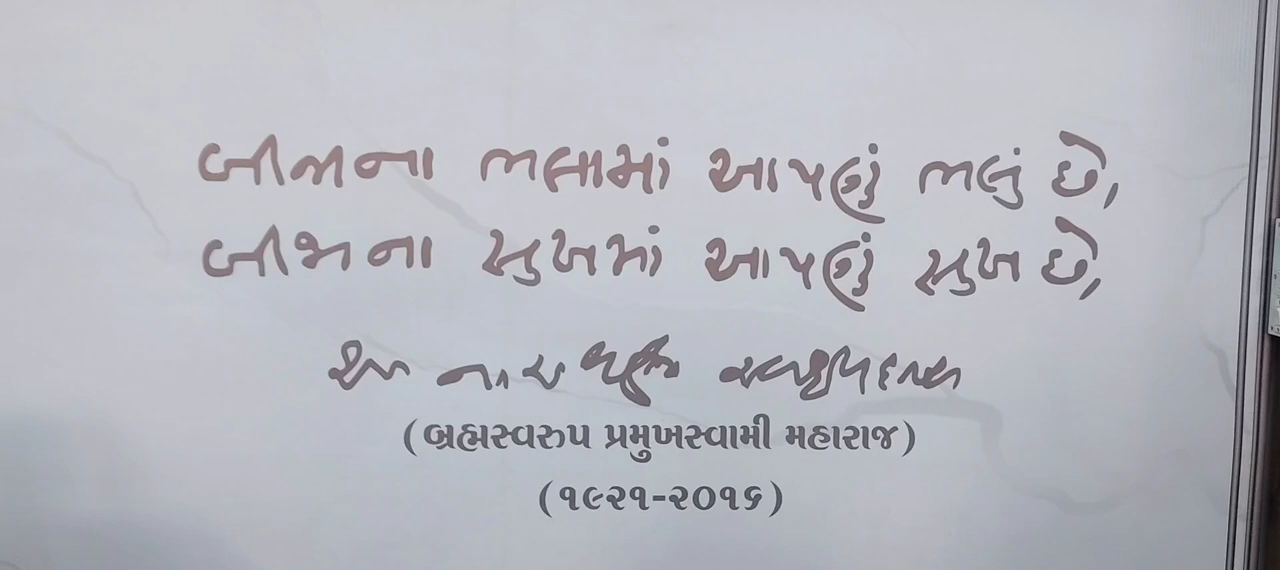 બીજાના ભલામાં આપણું ભલું છે,
બીજાના સુખમાં આપણું સુખ છે,
(બ્રહ્મસ્વરુપ પ્રમુખસ્વામી મહારાજ)
(૧૯૨૧-૨૦૧૬)